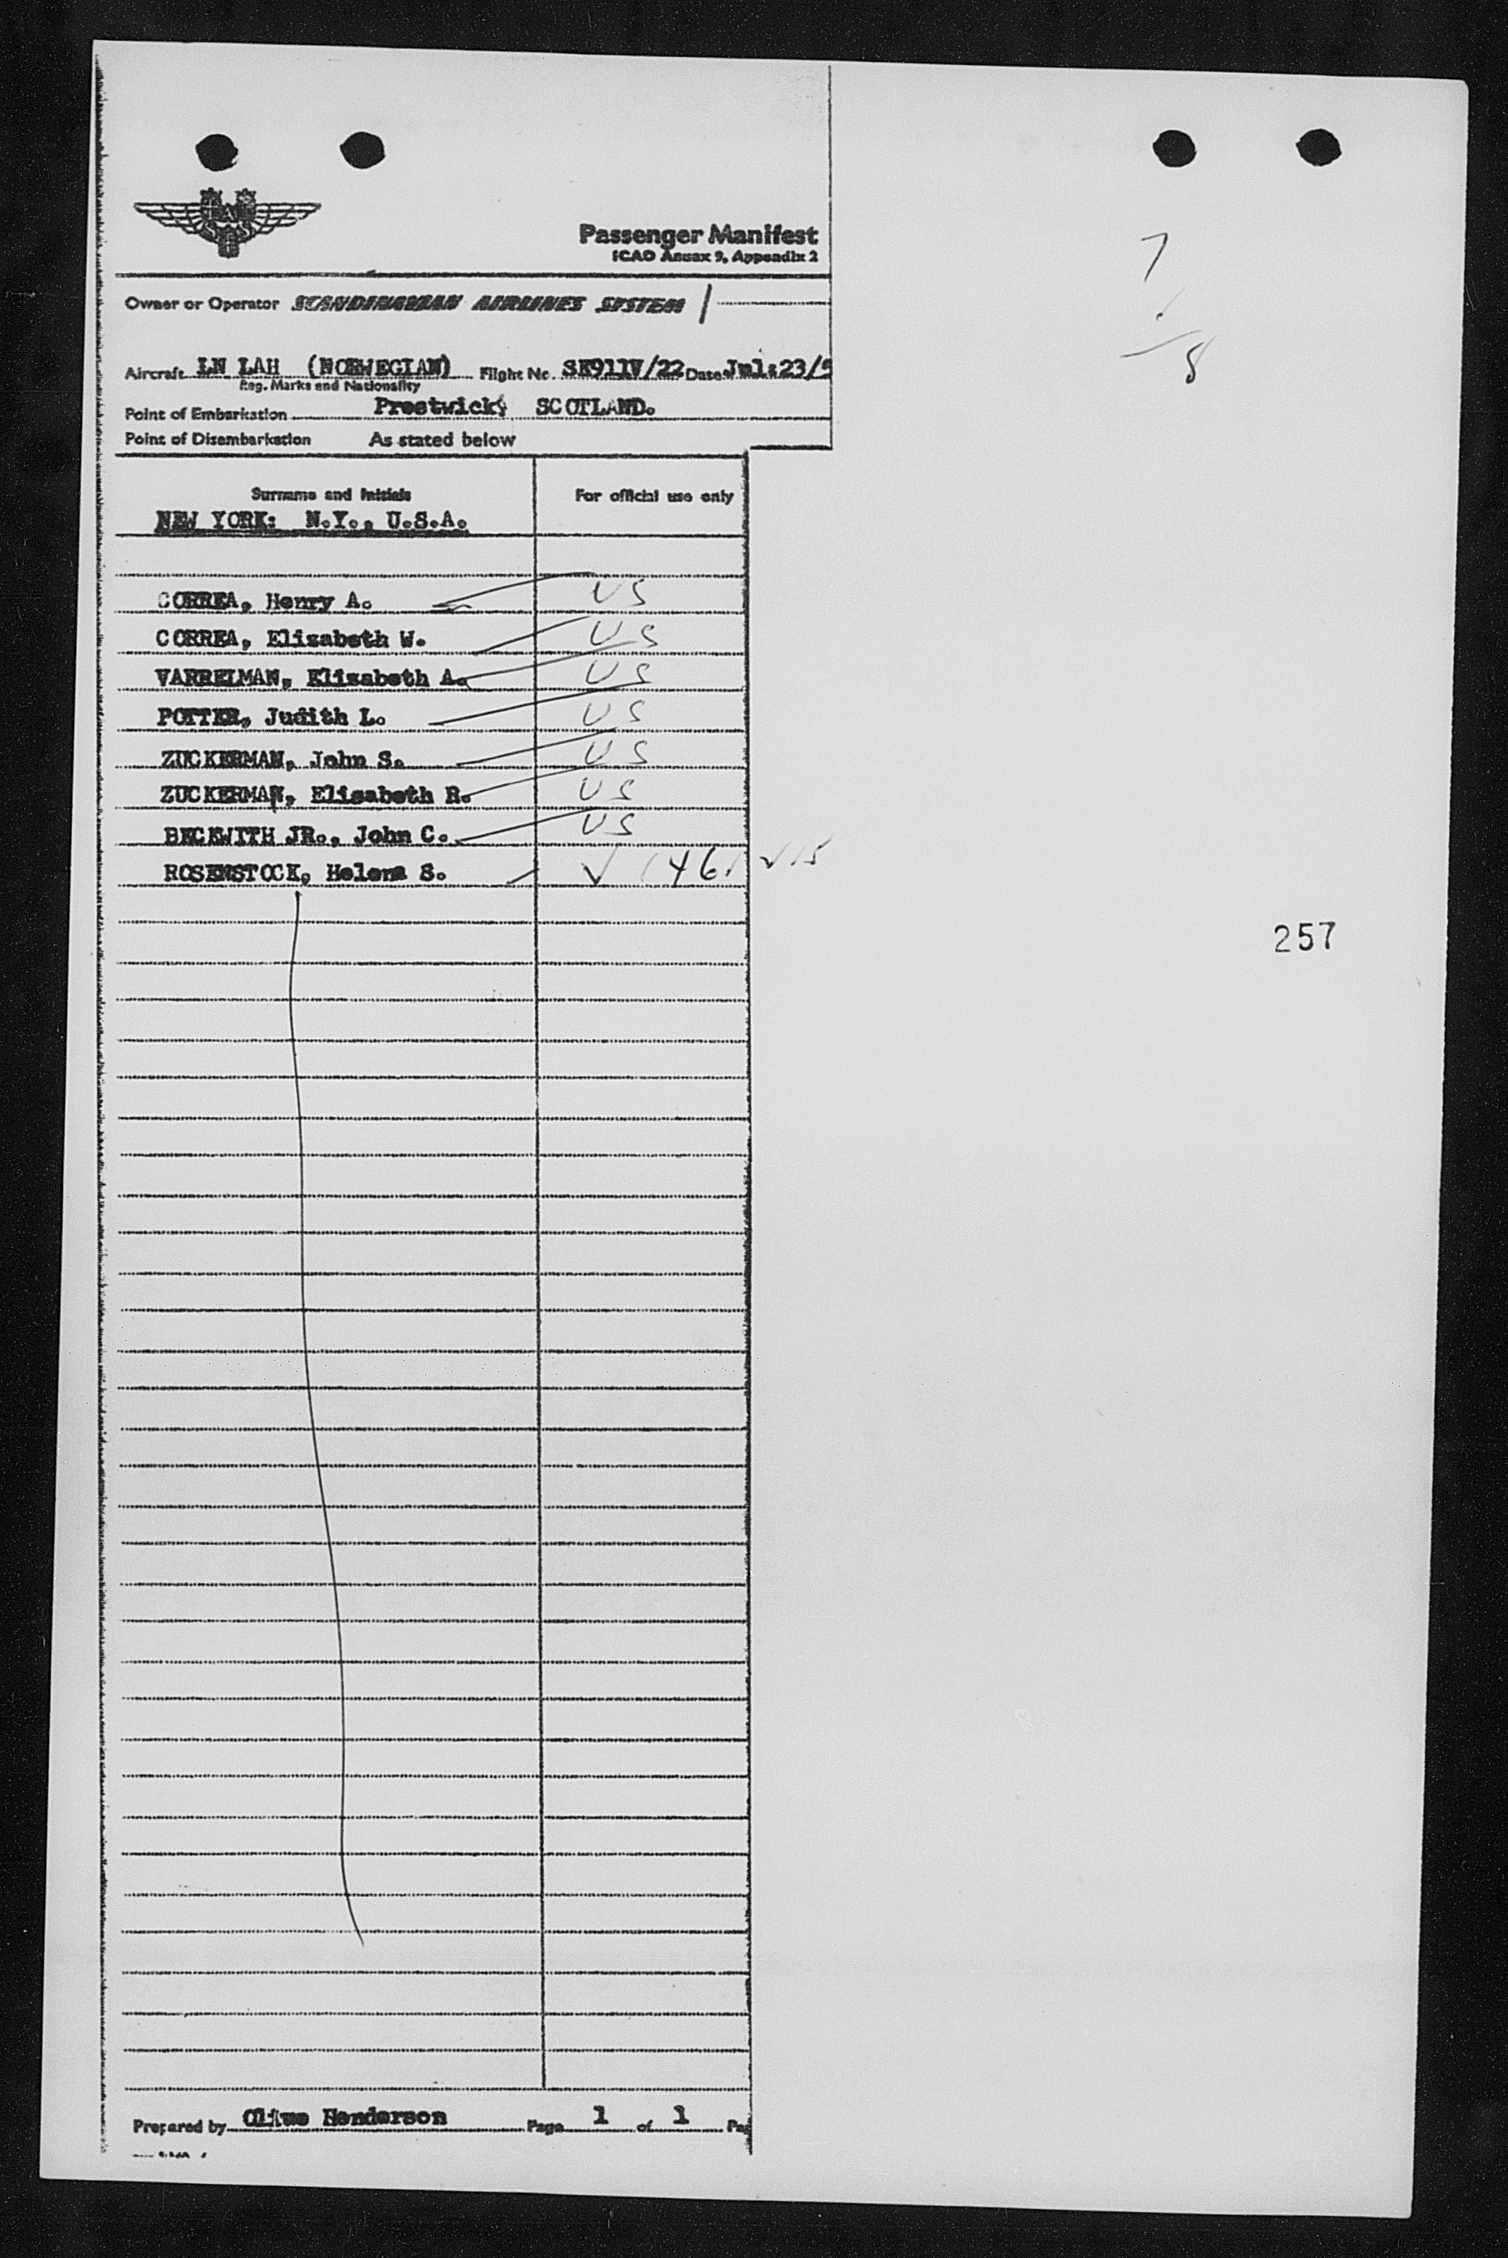 Passenger Manifest
ICAO Annex 9, Appendix 2
Owner or Operator SCANDINAVIAN AIRLINES SYSTEM
Aircraft LN LAH (NORWEGIAN) Flight No. SK911V/22 Date Jul:23/5
Reg. Marks and Nationality
Point of Embarkation Prestwick, SCOTLAND.
Point of Disembarkation As stated below
Surname and Initials For official use only
NEW YORK: N.Y., U.S.A.
CORREA, Henry A. US
CORREA, Elizabeth W. US
VARRELMAN, Elizabeth A. US
POTTER, Judith L. US
ZUCKERMAN, John S. US
ZUCKERMAN, Elisabeth R. US
BECKWITH JR., John C. US
ROSENSTOCK, Helena S.
Prepared by Olive Henderson Page 1 of 1
7
1
8
257